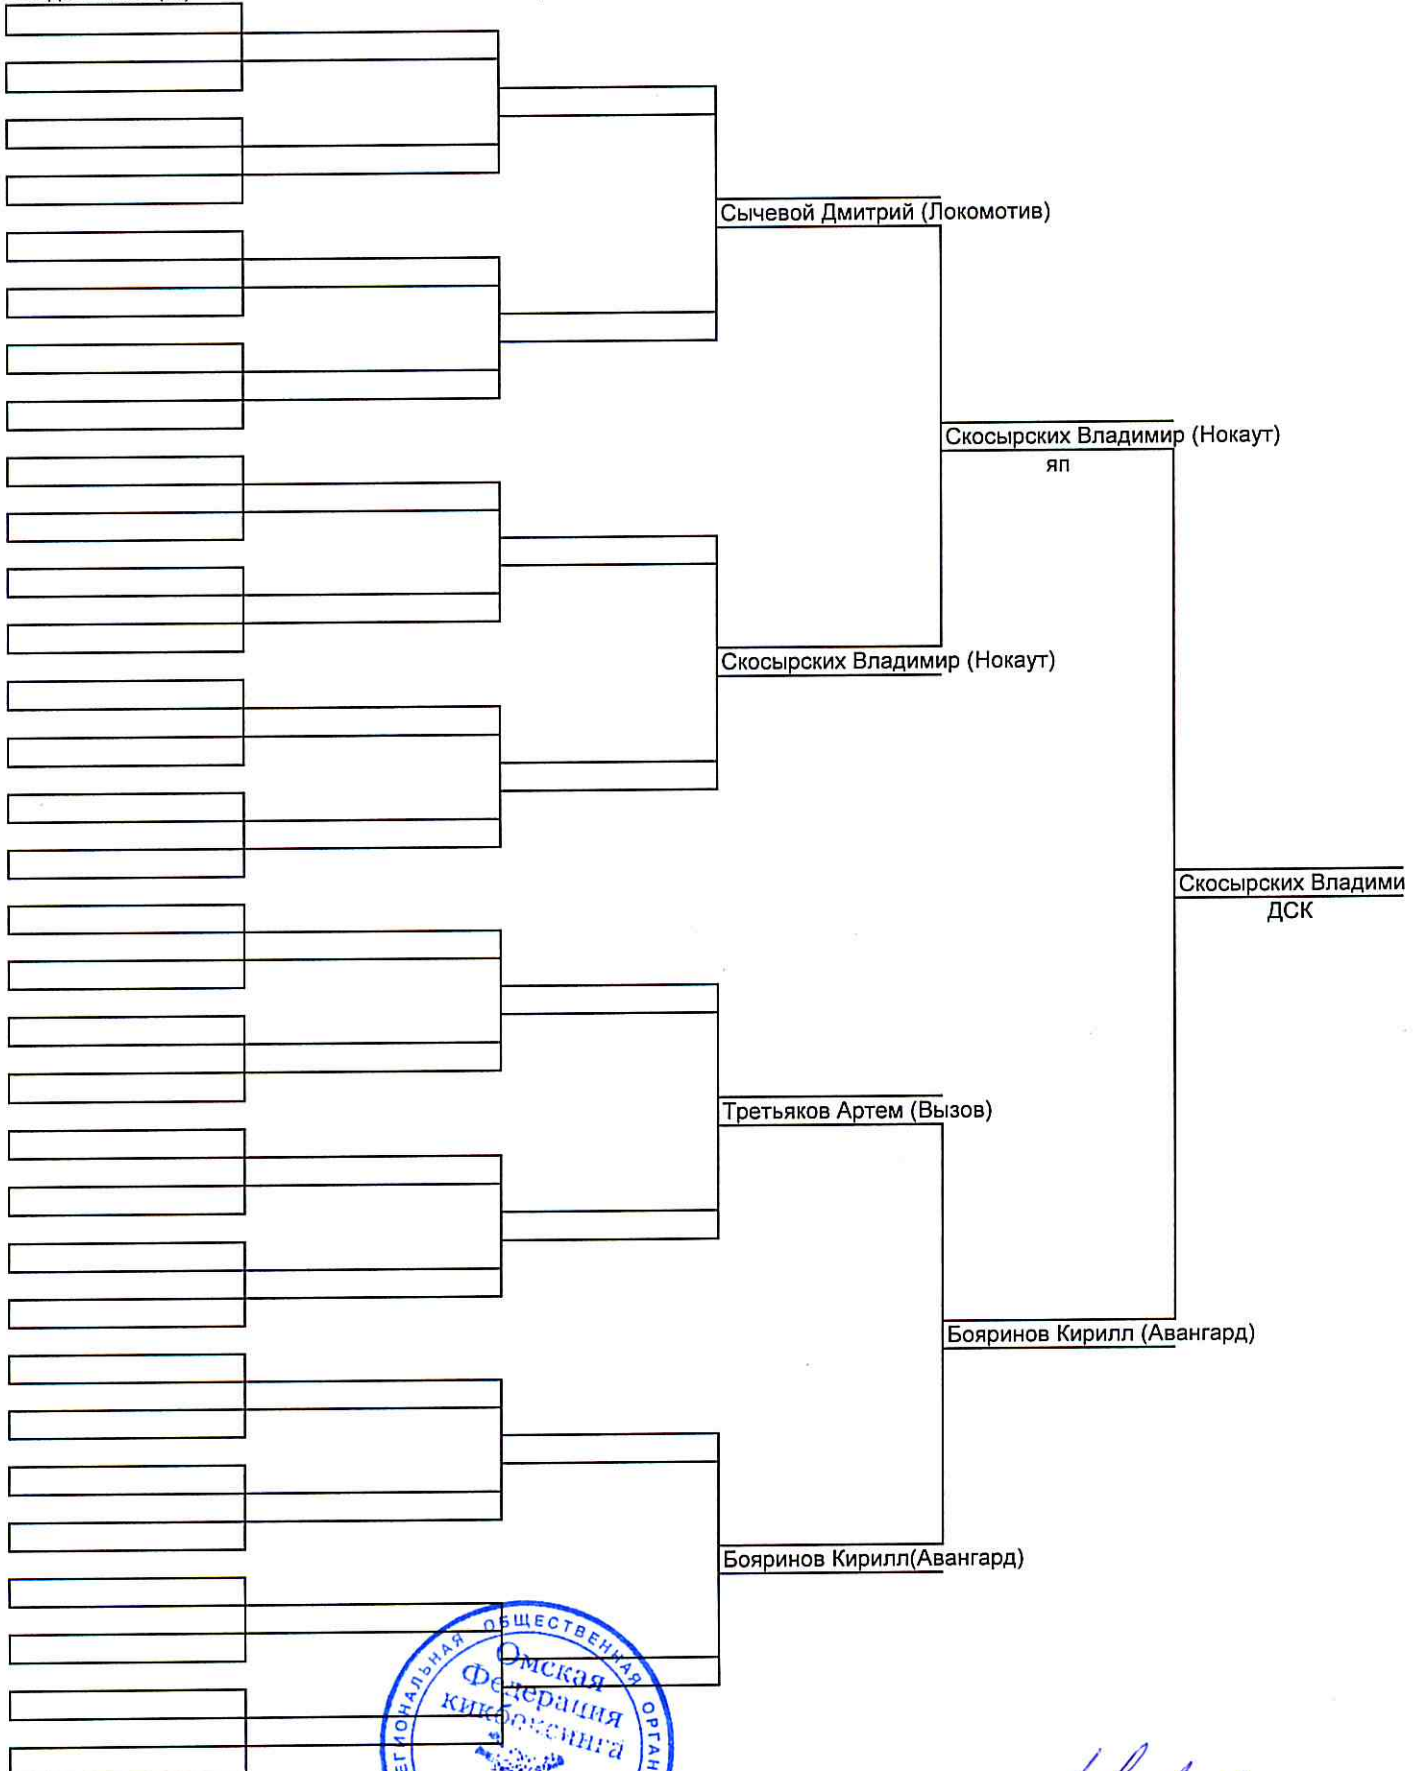 Сычевой Дмитрий (Локомотив)
Скосырских Владимир (Нокаут)
яп
Скосырских Владимир (Нокаут)
Скосырских Владими
ДСК
Третьяков Артем (Вызов)
Бояринов Кирилл (Авангард)
Бояринов Кирилл(Авангард)
ОБЩЕСТВЕННАЯ
Омская
Федерация
кикбоксинга